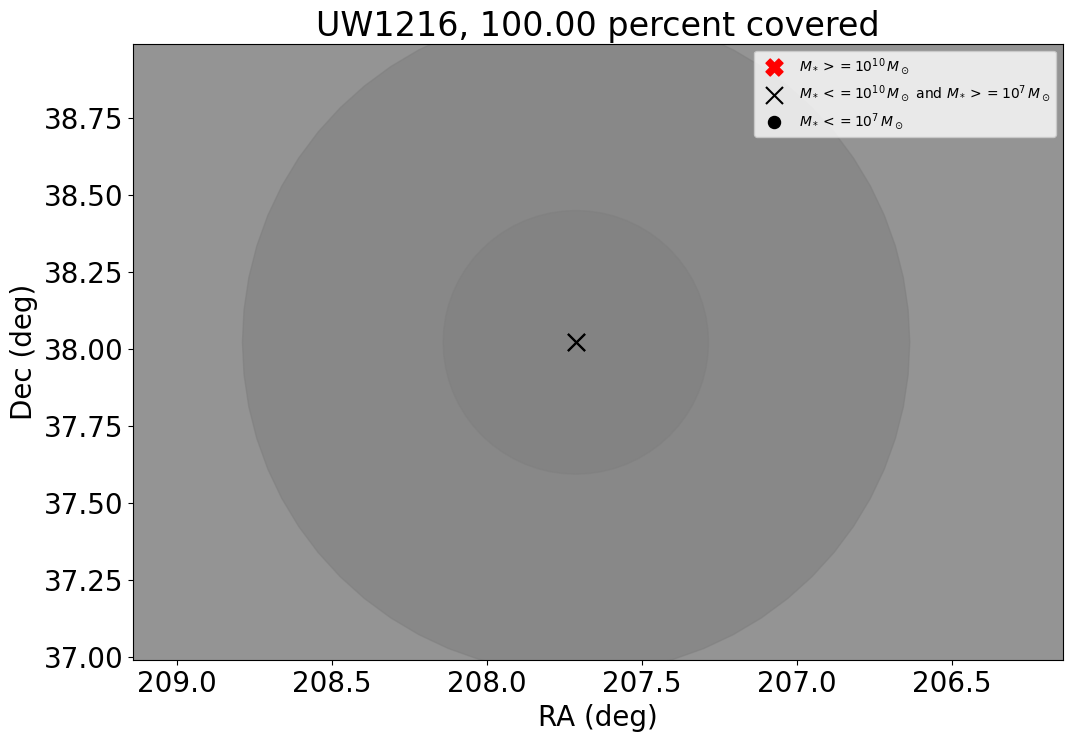 UW1216, 100.00 percent covered
M* >= 10^10 M⊙
M* <= 10^10 M⊙ and M* >= 10^7 M⊙
M* <= 10^7 M⊙
38.75
38.50
38.25
38.00
37.75
37.50
37.25
37.00
Dec (deg)
209.0 208.5 208.0 207.5 207.0 206.5
RA (deg)